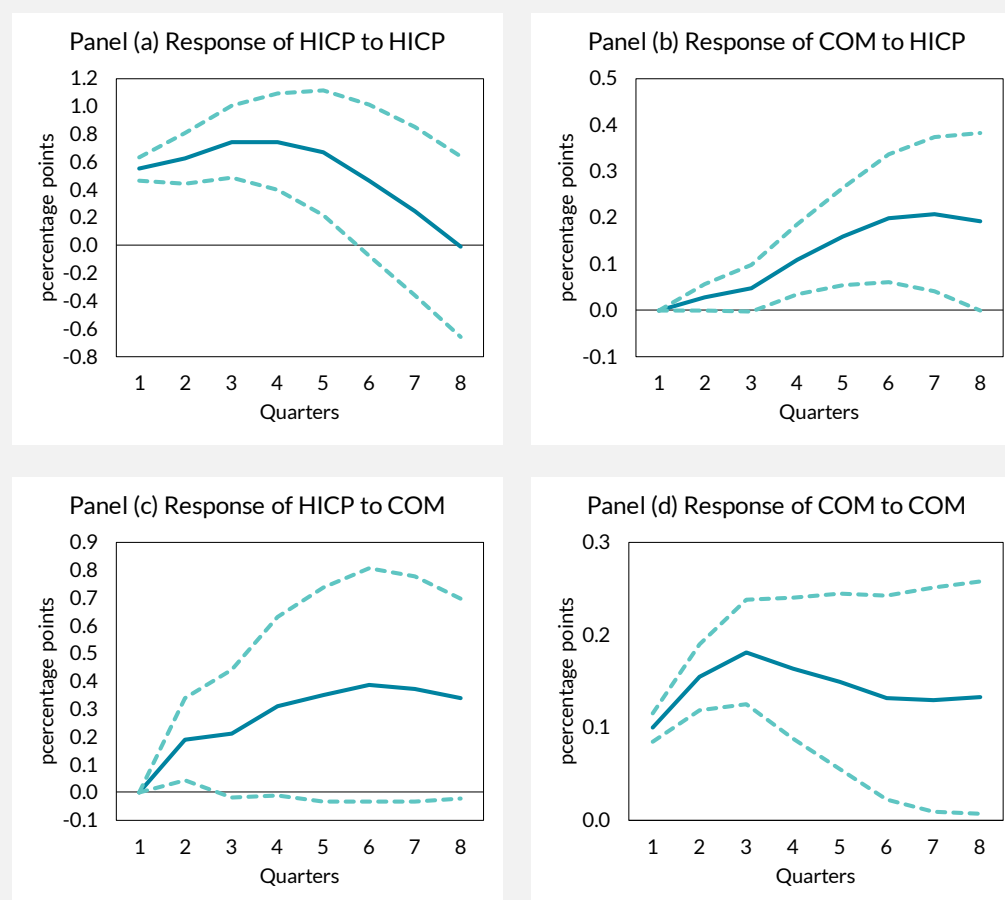 Panel (a) Response of HICP to HICP
pcercentage points
1.2
1.0
0.8
0.6
0.4
0.2
0.0
-0.2
-0.4
-0.6
-0.8
1 2 3 4 5 6 7 8
Quarters
Panel (b) Response of COM to HICP
pcercentage points
0.5
0.4
0.3
0.2
0.1
0.0
-0.1
1 2 3 4 5 6 7 8
Quarters
Panel (c) Response of HICP to COM
pcercentage points
0.9
0.8
0.7
0.6
0.5
0.4
0.3
0.2
0.1
0.0
-0.1
1 2 3 4 5 6 7 8
Quarters
Panel (d) Response of COM to COM
pcercentage points
0.3
0.2
0.1
0.0
1 2 3 4 5 6 7 8
Quarters